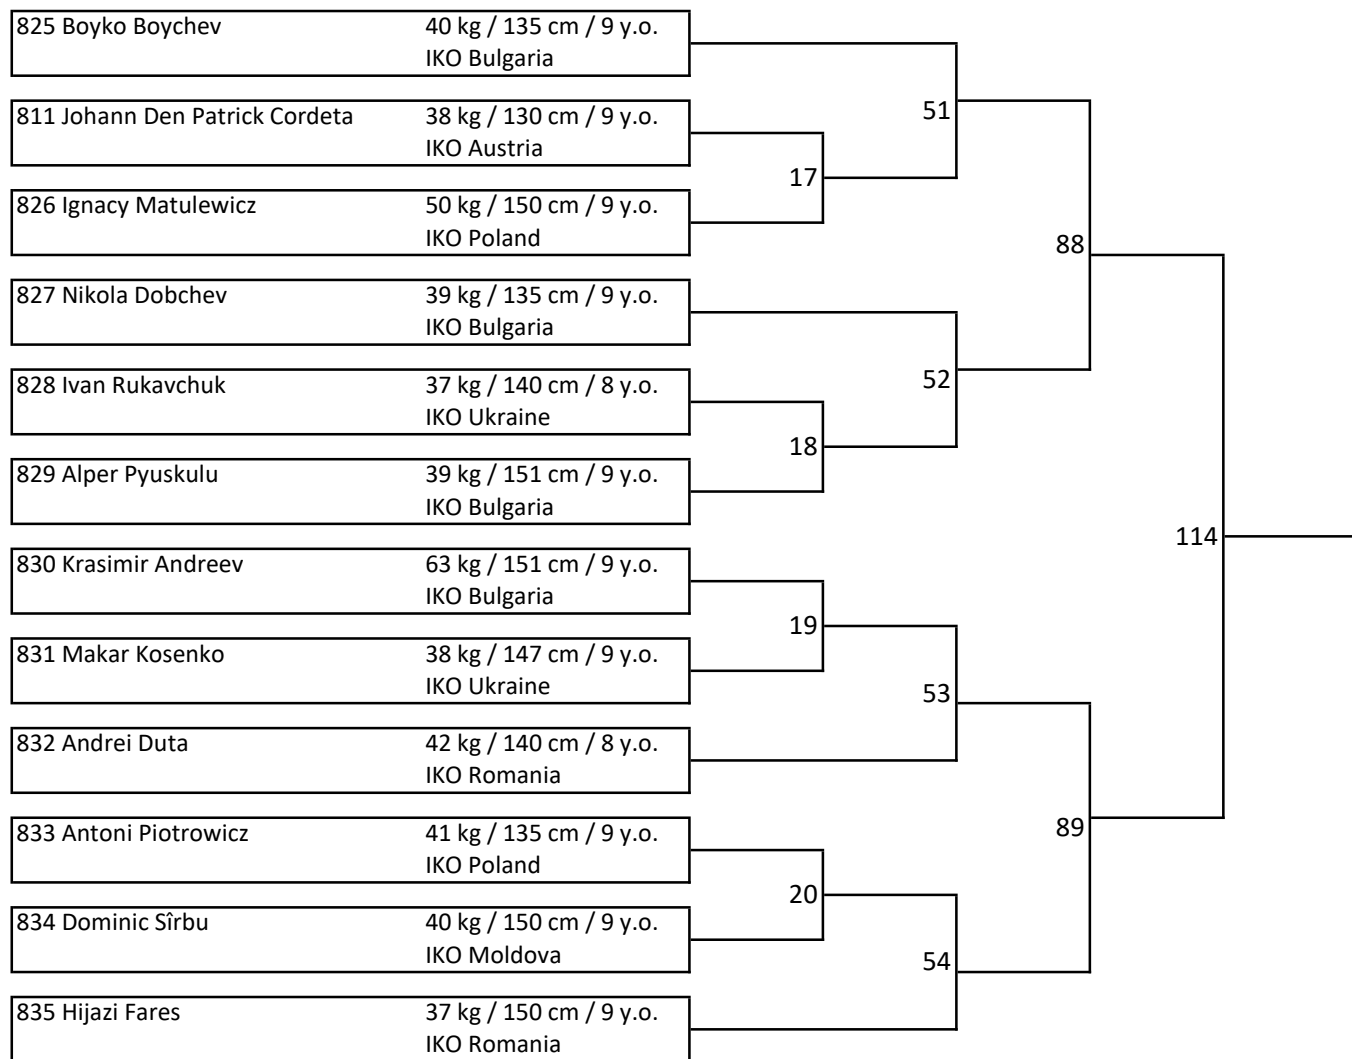 825 Boyko Boychev 40 kg / 135 cm / 9 y.o.
IKO Bulgaria
811 Johann Den Patrick Cordeta 38 kg / 130 cm / 9 y.o.
IKO Austria
826 Ignacy Matulewicz 50 kg / 150 cm / 9 y.o.
IKO Poland
827 Nikola Dobchev 39 kg / 135 cm / 9 y.o.
IKO Bulgaria
828 Ivan Rukavchuk 37 kg / 140 cm / 8 y.o.
IKO Ukraine
829 Alper Pyuskulu 39 kg / 151 cm / 9 y.o.
IKO Bulgaria
830 Krasimir Andreev 63 kg / 151 cm / 9 y.o.
IKO Bulgaria
831 Makar Kosenko 38 kg / 147 cm / 9 y.o.
IKO Ukraine
832 Andrei Duta 42 kg / 140 cm / 8 y.o.
IKO Romania
833 Antoni Piotrowicz 41 kg / 135 cm / 9 y.o.
IKO Poland
834 Dominic Sîrbu 40 kg / 150 cm / 9 y.o.
IKO Moldova
835 Hijazi Fares 37 kg / 150 cm / 9 y.o.
IKO Romania
17
18
19
20
51
52
53
54
88
89
114